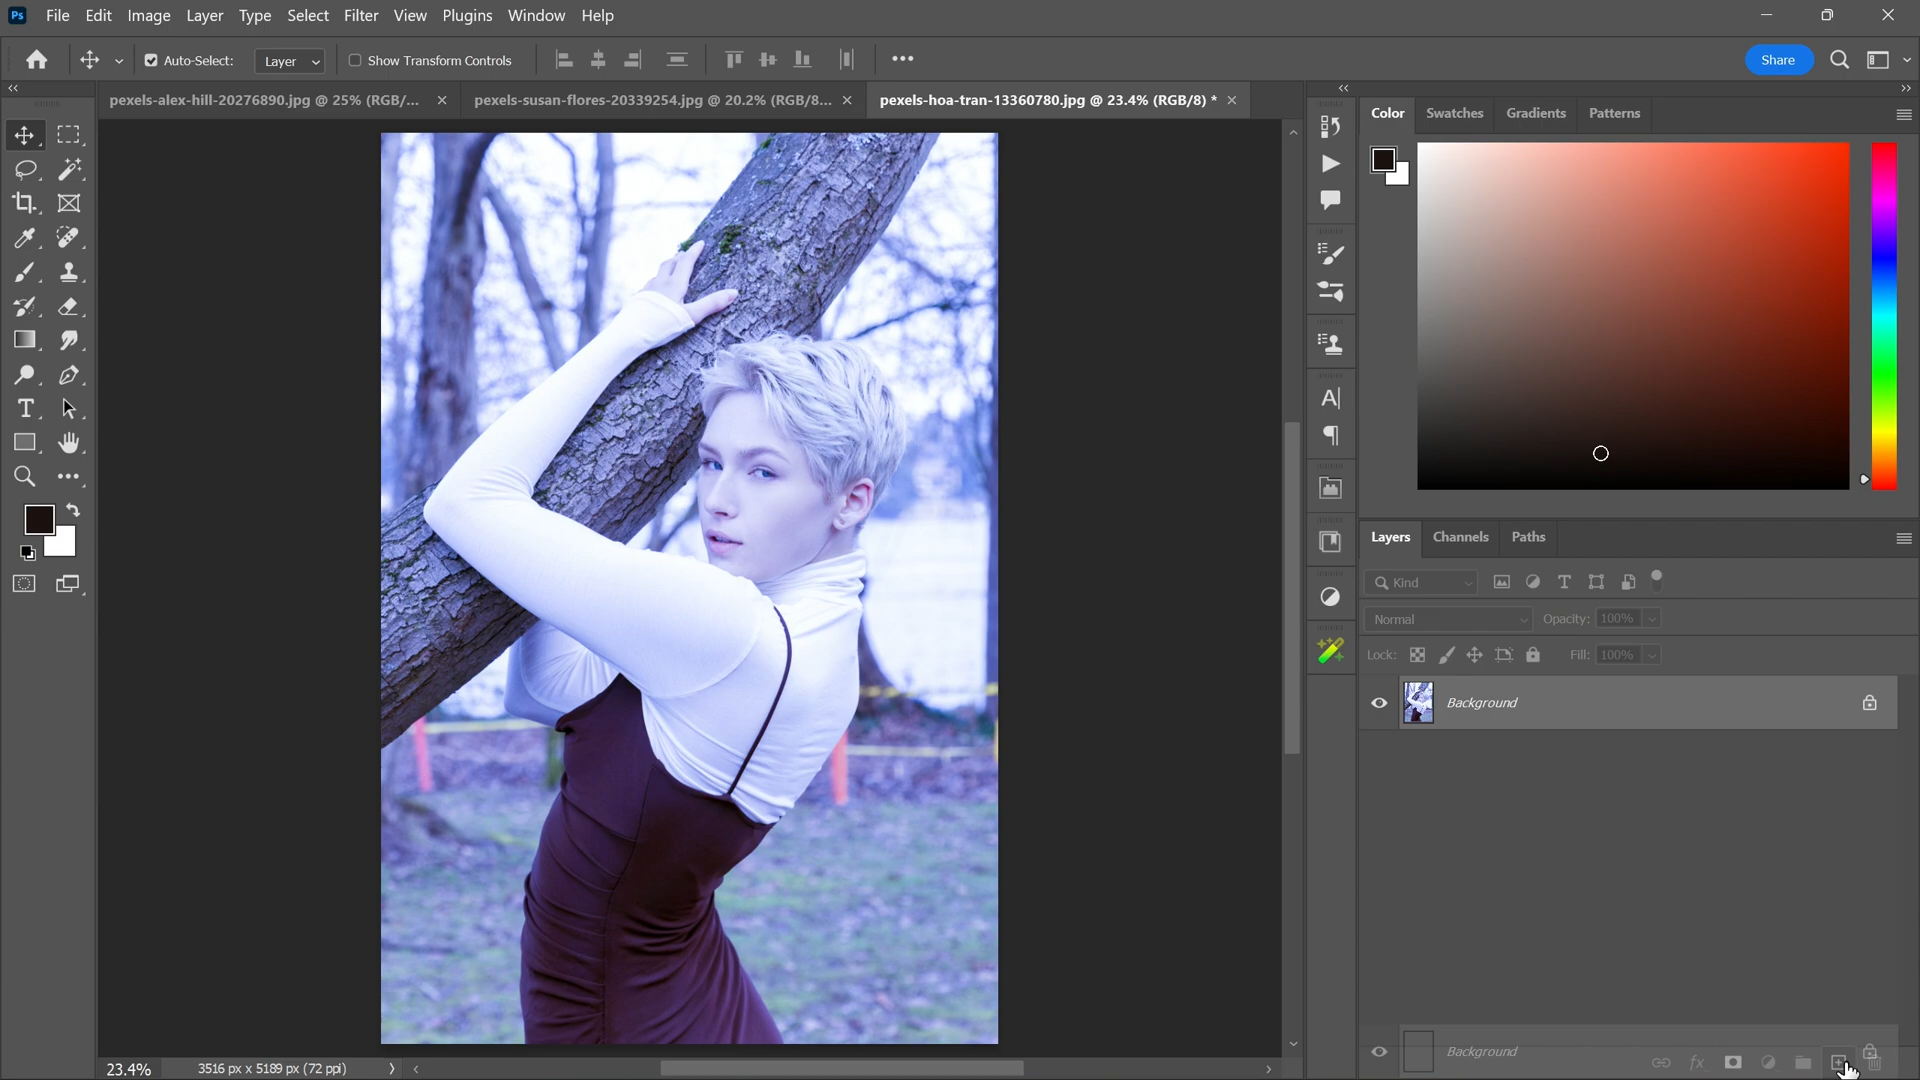 Ps File Edit Image Layer Type Select Filter View Plugins Window Help
Auto-Select: Layer Show Transform Controls Share
pexels-alex-hill-20276890.jpg @ 25% (RGB/... pexels-susan-flores-20339254.jpg @ 20.2% (RGB/8... pexels-hoa-tran-13360780.jpg @ 23.4% (RGB/8) *
Color Swatches Gradients Patterns
Layers Channels Paths
Kind
Normal Opacity: 100%
Lock: Fill: 100%
Background
Background
23.4% 3516 px x 5189 px (72 ppi)